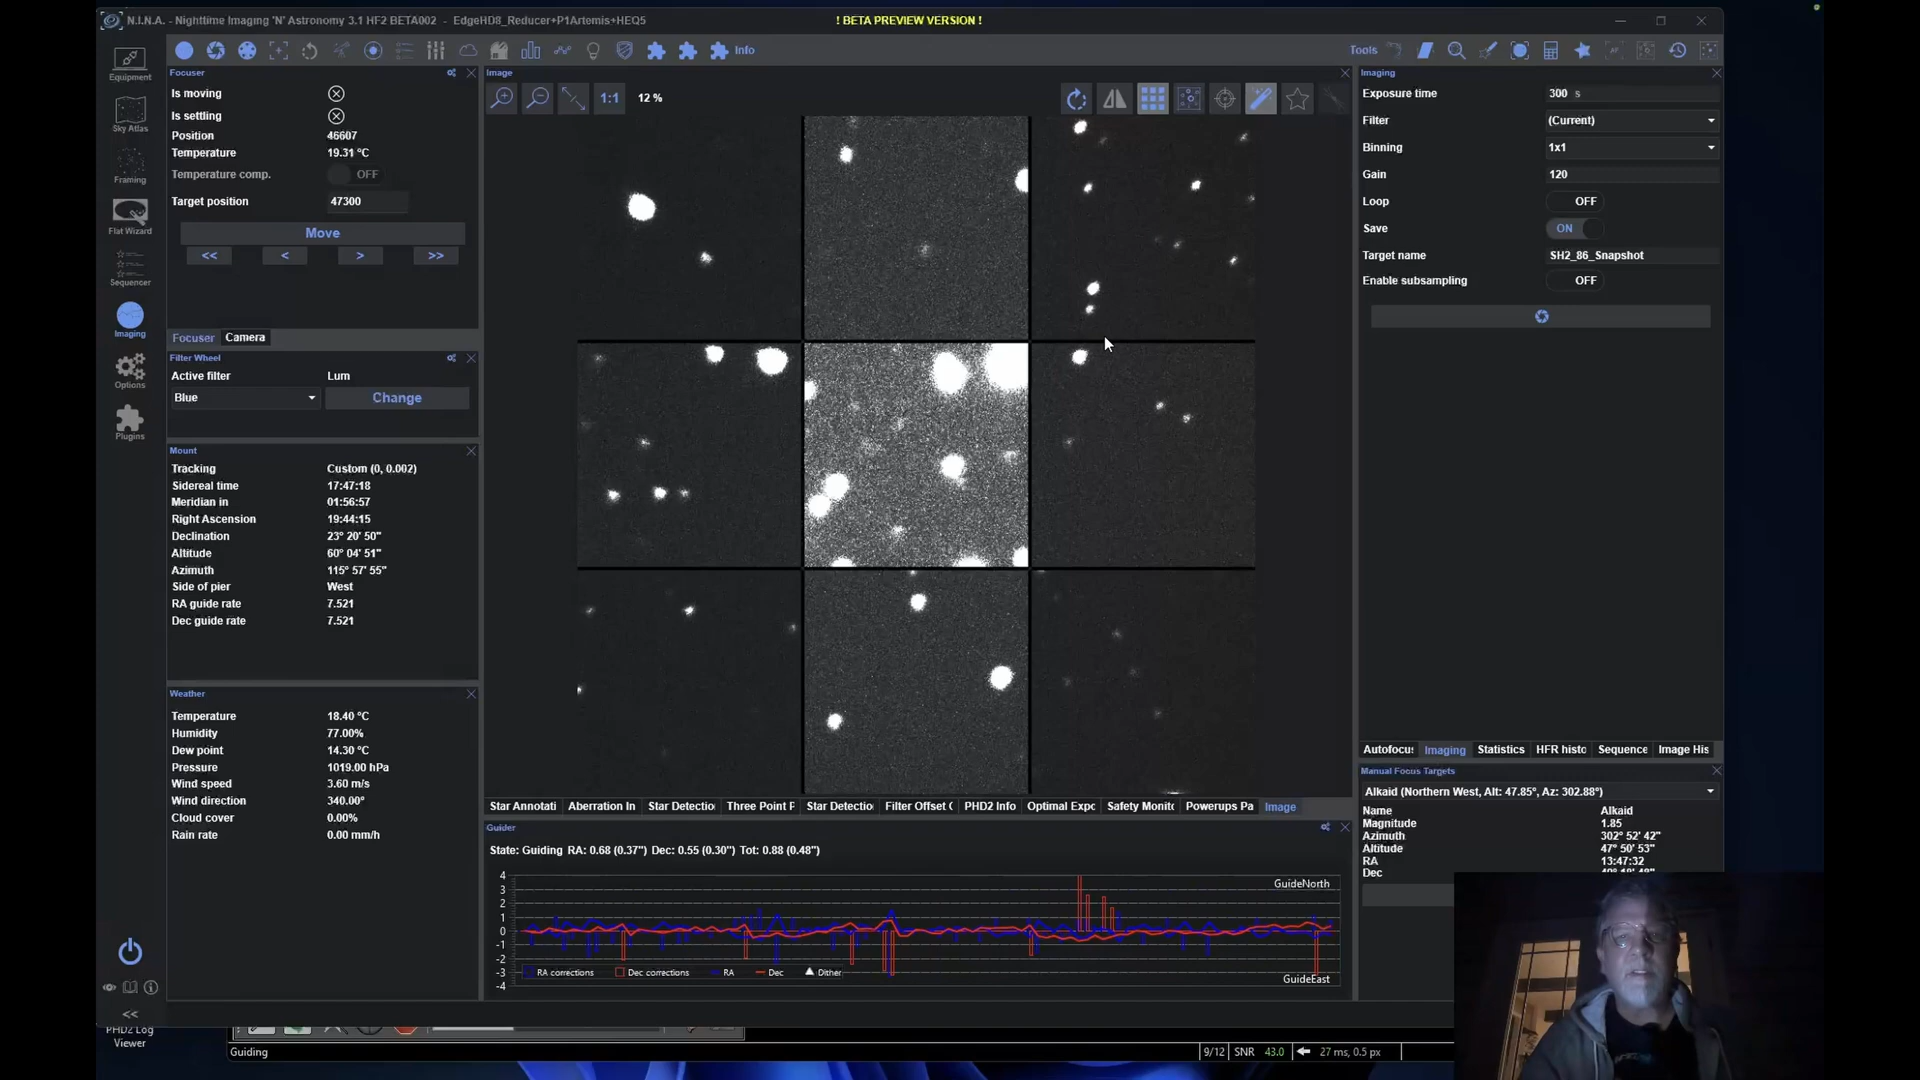 N.I.N.A. - Nighttime Imaging 'N' Astronomy 3.1 HF2 BETA002 - EdgeHD8_Reducer+P1Artemis+HEQ5
! BETA PREVIEW VERSION !
Info
Tools
Equipment
Sky Atlas
Framing
Flat Wizard
Sequencer
Imaging
Options
Plugins
Focuser
Is moving
Is settling
Position 46607
Temperature 19.31 °C
Temperature comp. OFF
Target position 47300
Move
<< < > >>
Focuser Camera
Filter Wheel
Active filter Lum
Blue Change
Mount
Tracking Custom (0, 0.002)
Sidereal time 17:47:18
Meridian in 01:56:57
Right Ascension 19:44:15
Declination 23° 20' 50"
Altitude 60° 04' 51"
Azimuth 115° 57' 55"
Side of pier West
RA guide rate 7.521
Dec guide rate 7.521
Weather
Temperature 18.40 °C
Humidity 77.00%
Dew point 14.30 °C
Pressure 1019.00 hPa
Wind speed 3.60 m/s
Wind direction 340.00°
Cloud cover 0.00%
Rain rate 0.00 mm/h
Image
1:1 12 %
Star Annotati Aberration In Star Detectio Three Point P Star Detectio Filter Offset C PHD2 Info Optimal Expo Safety Monito Powerups Pa Image
Guider
State: Guiding RA: 0.68 (0.37") Dec: 0.55 (0.30") Tot: 0.88 (0.48")
4
3
2
1
0
-1
-2
-3
-4
GuideNorth
GuideEast
RA corrections Dec corrections RA Dec Dither
Imaging
Exposure time 300 s
Filter (Current)
Binning 1x1
Gain 120
Loop OFF
Save ON
Target name SH2_86_Snapshot
Enable subsampling OFF
Autofocus Imaging Statistics HFR histo Sequence Image His
Manual Focus Targets
Alkaid (Northern West, Alt: 47.85°, Az: 302.88°)
Name Alkaid
Magnitude 1.85
Azimuth 302° 52' 42"
Altitude 47° 50' 53"
RA 13:47:32
Dec
<<
PHD2 Log
Viewer
Guiding
9/12 SNR 43.0 27 ms, 0.5 px